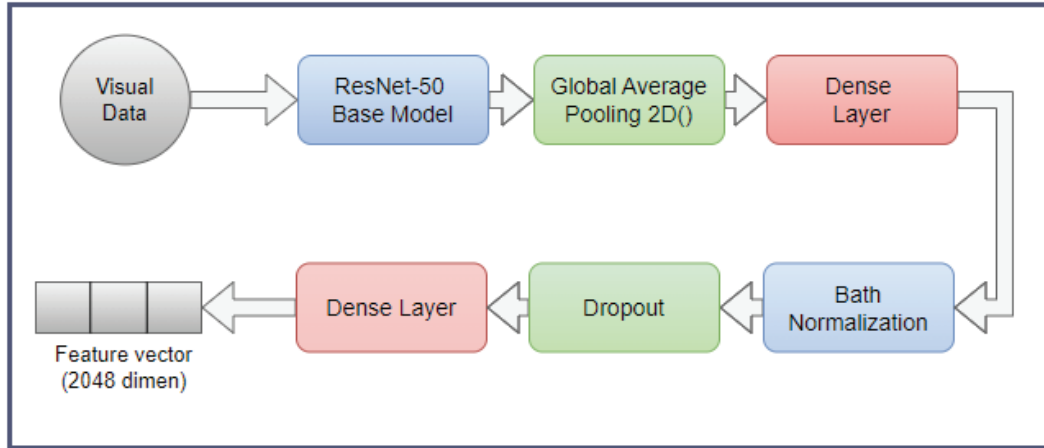 Visual
Data
ResNet-50
Base Model
Global Average
Pooling 2D()
Dense
Layer
Bath
Normalization
Dropout
Dense Layer
Feature vector
(2048 dimen)